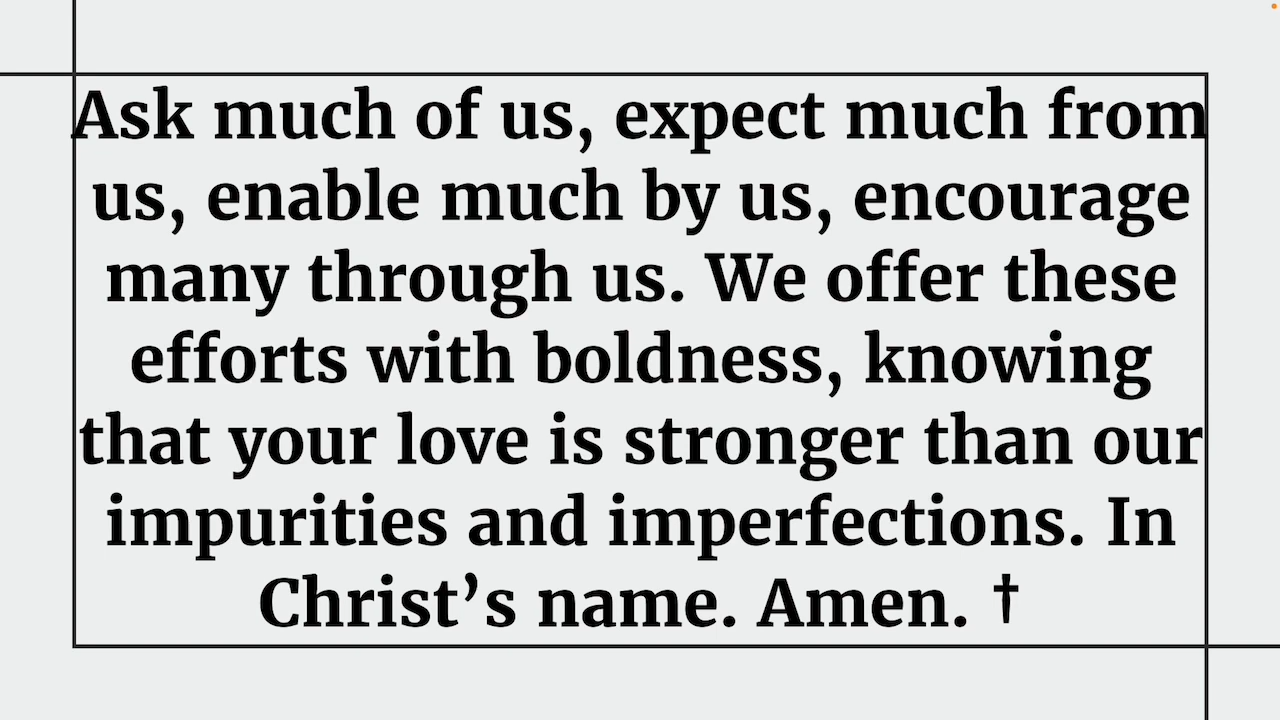 Ask much of us, expect much from
us, enable much by us, encourage
many through us. We offer these
efforts with boldness, knowing
that your love is stronger than our
impurities and imperfections. In
Christ’s name. Amen. †